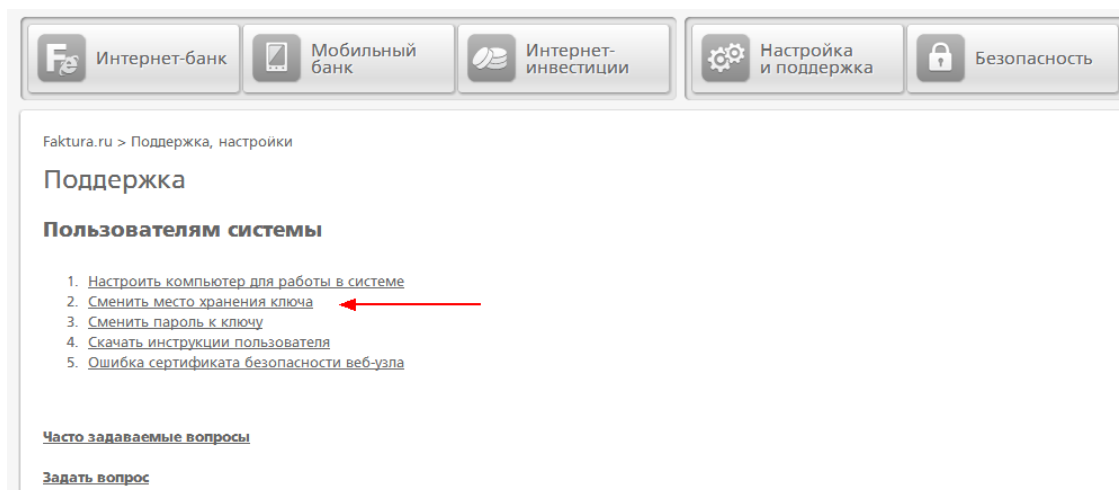 Интернет-банк
Мобильный
банк
Интернет-
инвестиции
Настройка
и поддержка
Безопасность
Faktura.ru > Поддержка, настройки
Поддержка
Пользователям системы
1. Настроить компьютер для работы в системе
2. Сменить место хранения ключа
3. Сменить пароль к ключу
4. Скачать инструкции пользователя
5. Ошибка сертификата безопасности веб-узла
Часто задаваемые вопросы
Задать вопрос